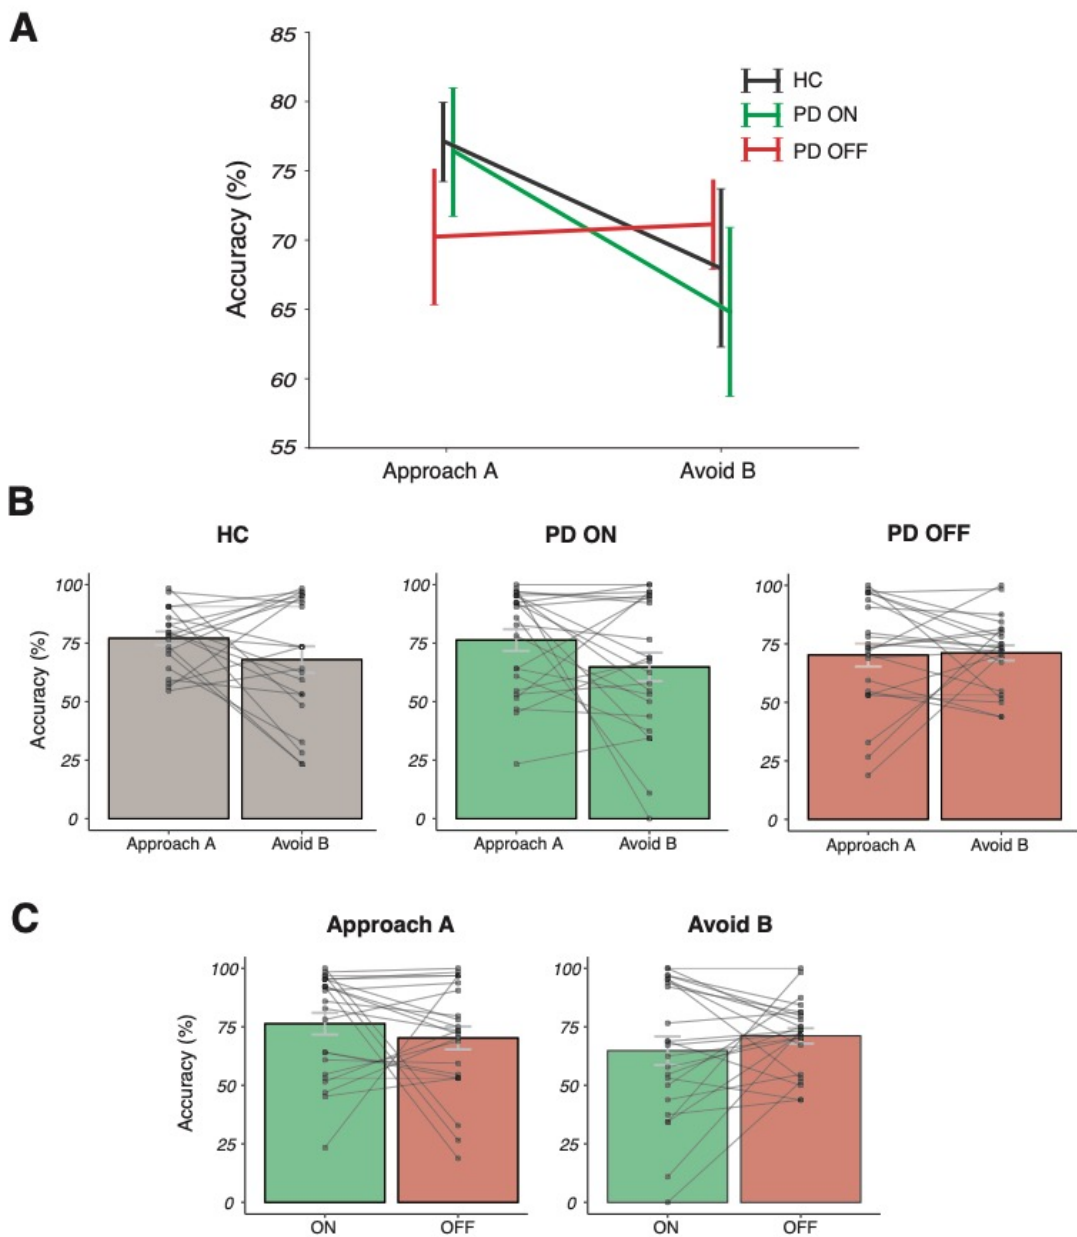 A
85
80
75
70
65
60
55
Accuracy (%)
HC
PD ON
PD OFF
Approach A Avoid B
B
HC PD ON PD OFF
100 100 100
75 75 75
50 50 50
25 25 25
0 0 0
Accuracy (%)
Approach A Avoid B Approach A Avoid B Approach A Avoid B
C
Approach A Avoid B
100 100
75 75
50 50
25 25
0 0
Accuracy (%)
ON OFF ON OFF